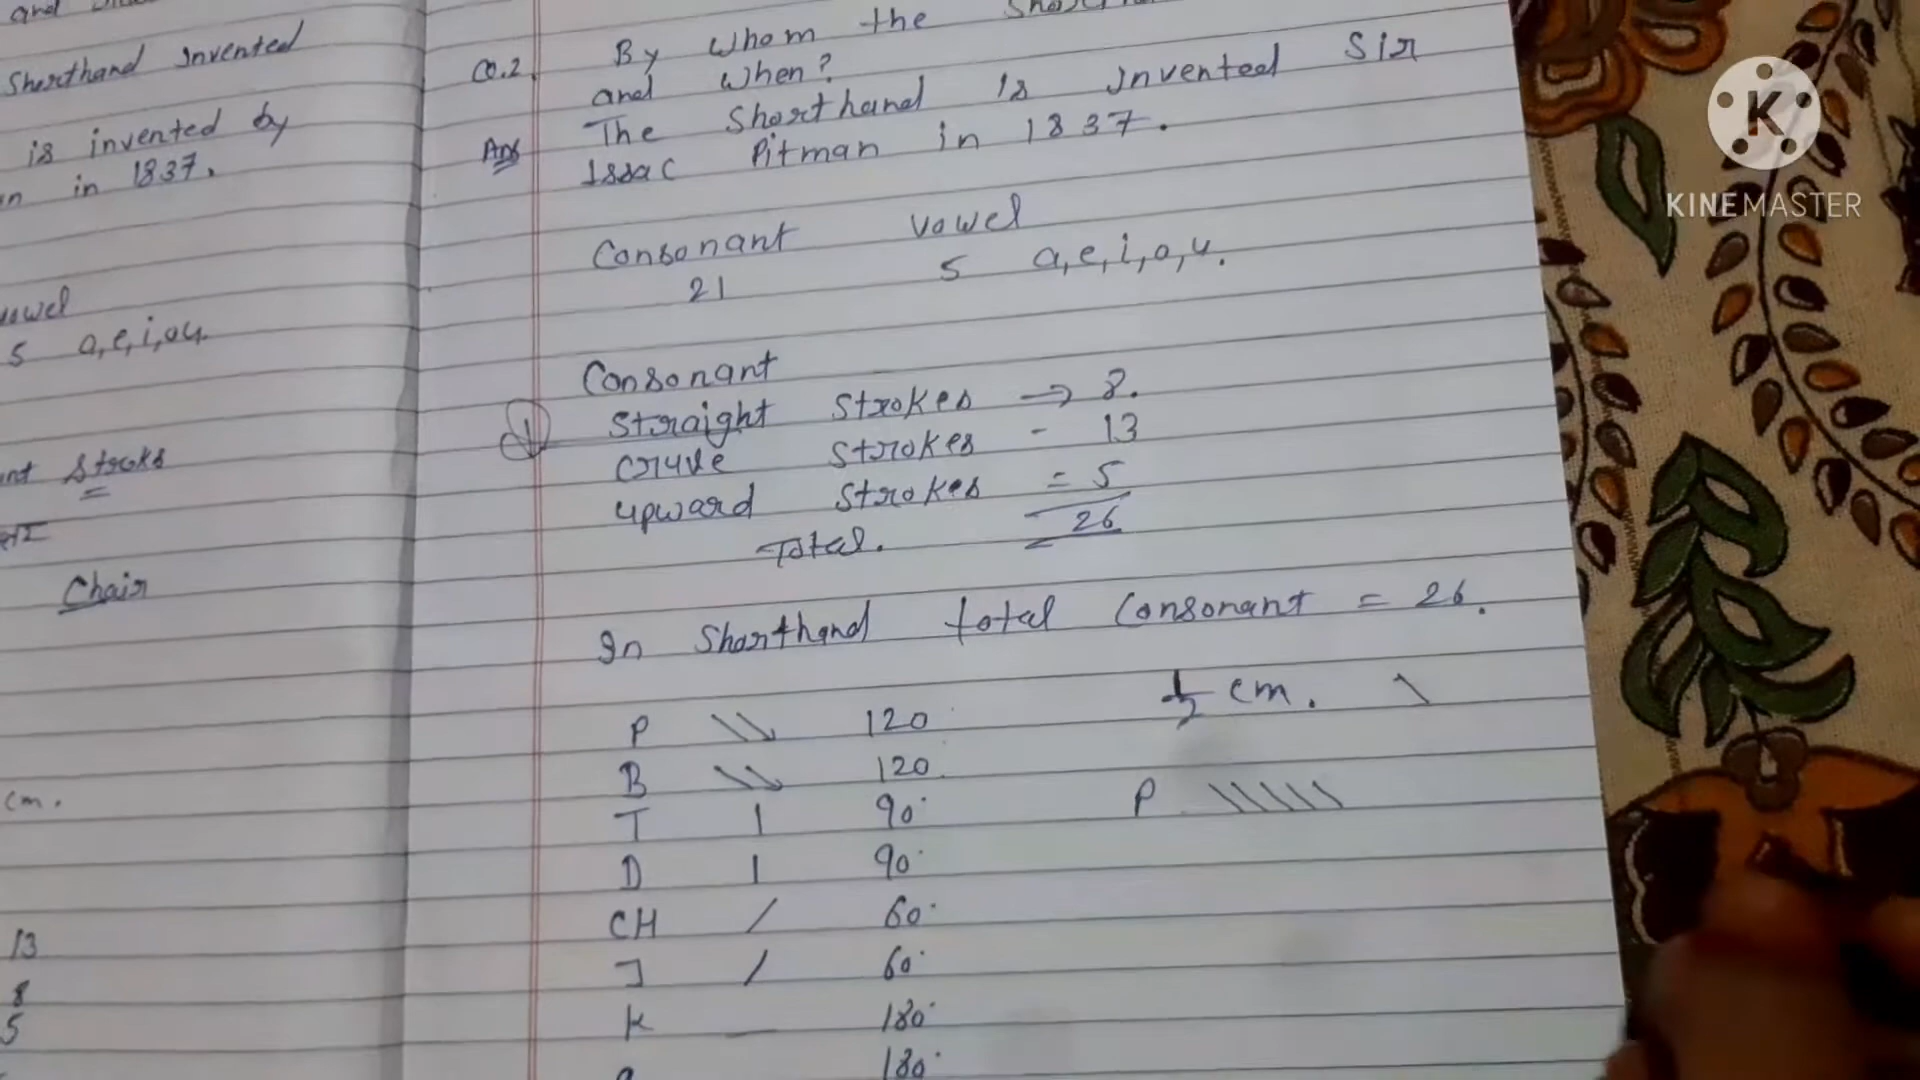 and
Shorthand Invented
is invented by
in 1837.
vowel
5 a,e,i,o,u.
Stroks
Chair
cm.
13
8
5
Q.2. By Whom the
and When?
Ans The Shorthand Is Invented Sir
Issac Pitman in 1837.
Consonant vowel
21 5 a,e,i,o,u.
Consonant
Straight Strokes → 8.
Cruve Strokes - 13
upward Strokes = 5
Total. 26
In Shorthand total Consonant = 26.
1/2 cm. \
P \\ 120°
B \\ 120
P \\\\\
T | 90°
D | 90°
CH / 60°
J / 60°
K — 180°
180°
K
KINEMASTER